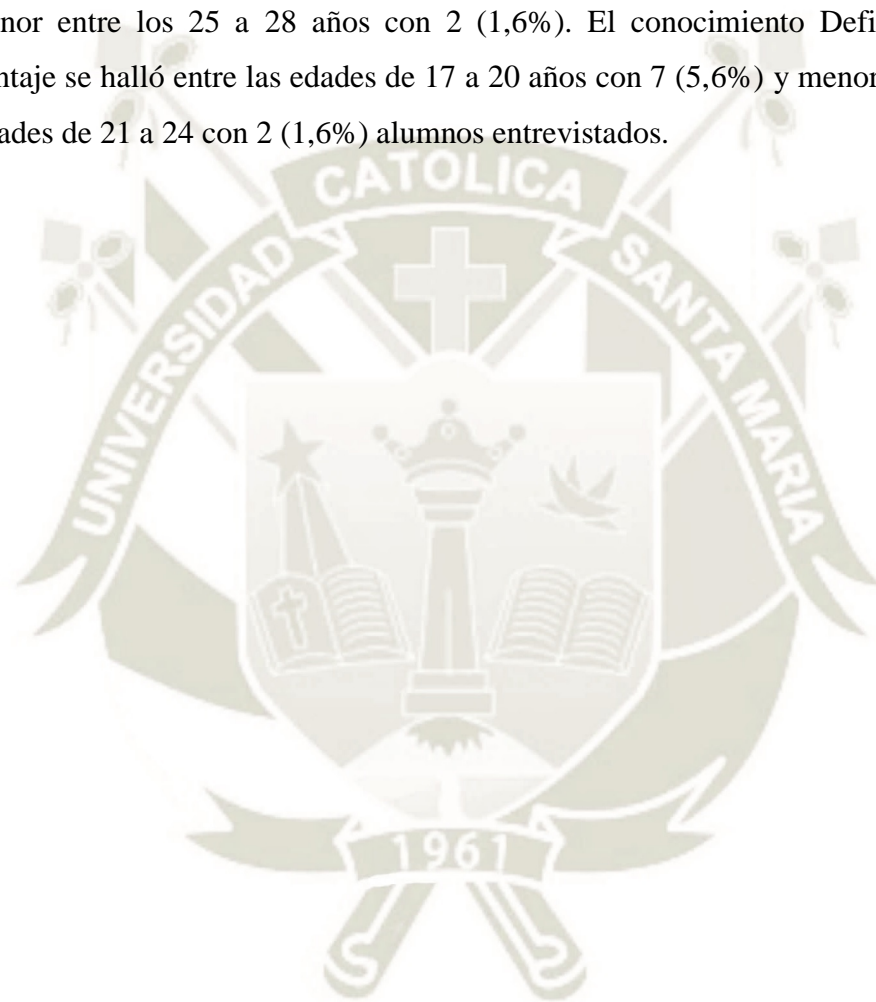 nor entre los 25 a 28 años con 2 (1,6%). El conocimiento Defi
ntaje se halló entre las edades de 17 a 20 años con 7 (5,6%) y menor
ades de 21 a 24 con 2 (1,6%) alumnos entrevistados.
UNIVERSIDAD CATOLICA SANTA MARIA
1961